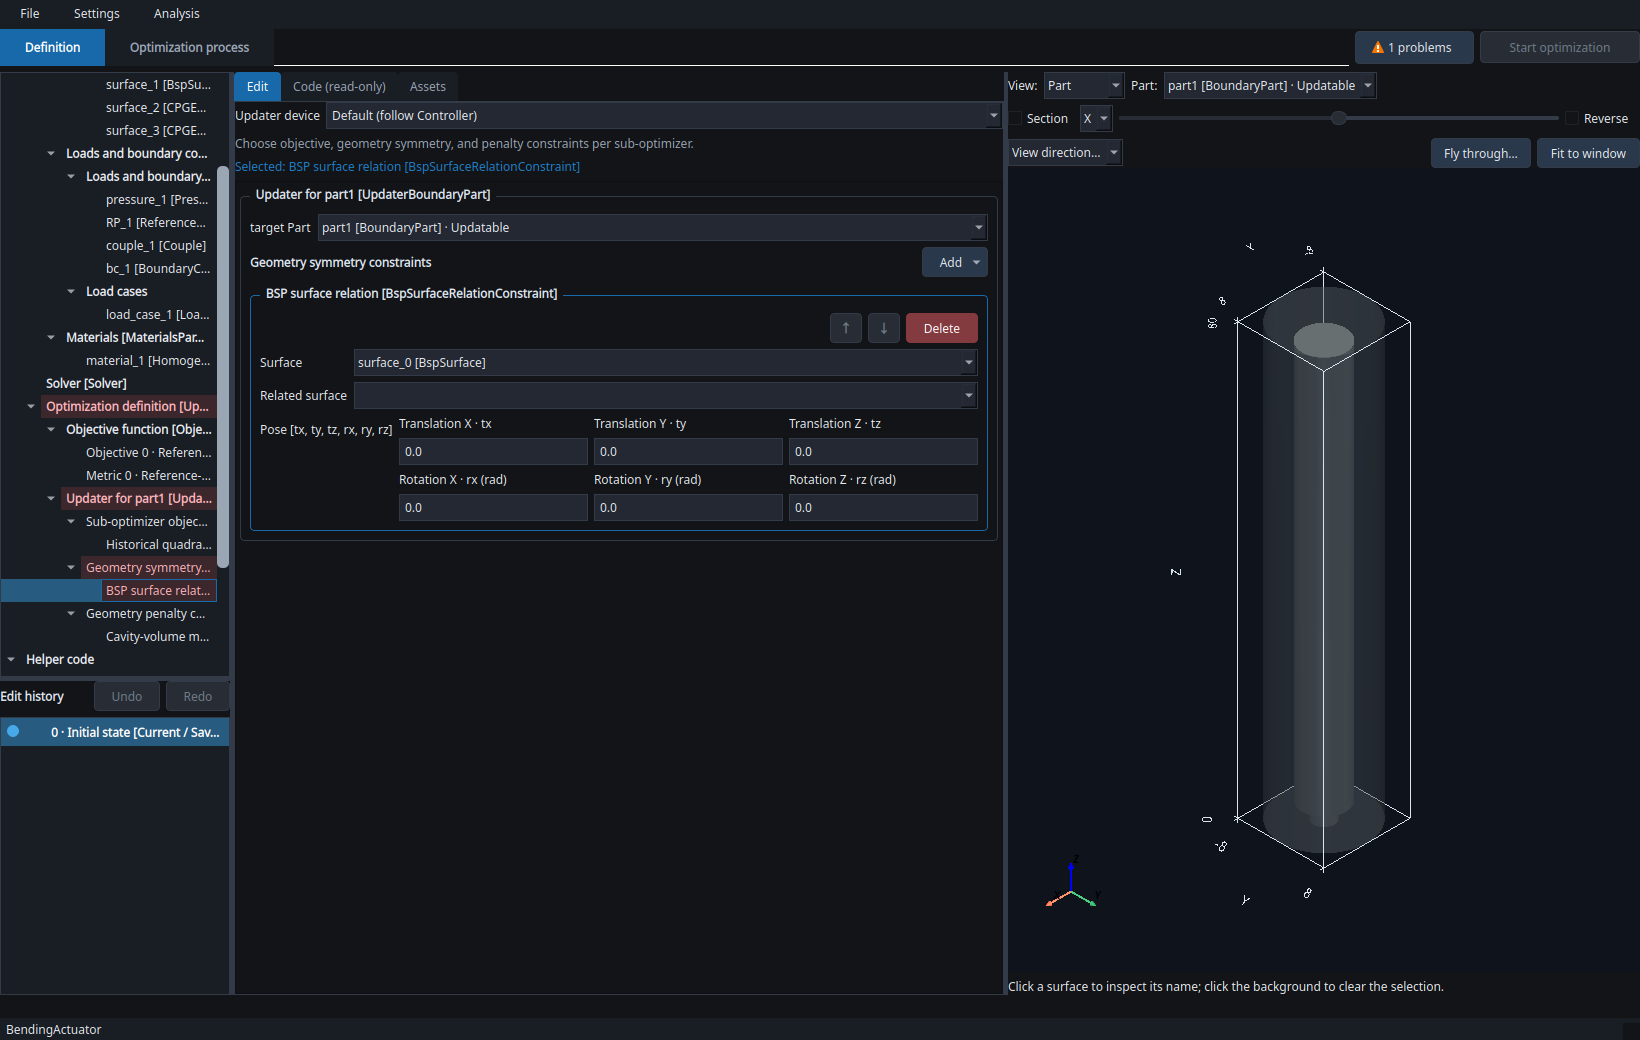 File Settings Analysis
Definition Optimization process 1 problems Start optimization
surface_1 [BspSu...
surface_2 [CPGE...
surface_3 [CPGE...
Loads and boundary co...
Loads and boundary...
pressure_1 [Pres...
RP_1 [Reference...
couple_1 [Couple]
bc_1 [BoundaryC...
Load cases
load_case_1 [Loa...
Materials [MaterialsPar...
material_1 [Homoge...
Solver [Solver]
Optimization definition [Up...
Objective function [Obje...
Objective 0 · Referen...
Metric 0 · Reference-...
Updater for part1 [Upda...
Sub-optimizer objec...
Historical quadra...
Geometry symmetry...
BSP surface relat...
Geometry penalty c...
Cavity-volume m...
Helper code
Edit history Undo Redo
0 · Initial state [Current / Sav...
Edit Code (read-only) Assets
Updater device Default (follow Controller)
Choose objective, geometry symmetry, and penalty constraints per sub-optimizer.
Selected: BSP surface relation [BspSurfaceRelationConstraint]
Updater for part1 [UpdaterBoundaryPart]
target Part part1 [BoundaryPart] · Updatable
Geometry symmetry constraints Add
BSP surface relation [BspSurfaceRelationConstraint]
↑ ↓ Delete
Surface surface_0 [BspSurface]
Related surface
Pose [tx, ty, tz, rx, ry, rz] Translation X · tx Translation Y · ty Translation Z · tz
0.0 0.0 0.0
Rotation X · rx (rad) Rotation Y · ry (rad) Rotation Z · rz (rad)
0.0 0.0 0.0
View: Part Part: part1 [BoundaryPart] · Updatable
Section X Reverse
View direction... Fly through... Fit to window
Z
0
Y
Z
Click a surface to inspect its name; click the background to clear the selection.
BendingActuator